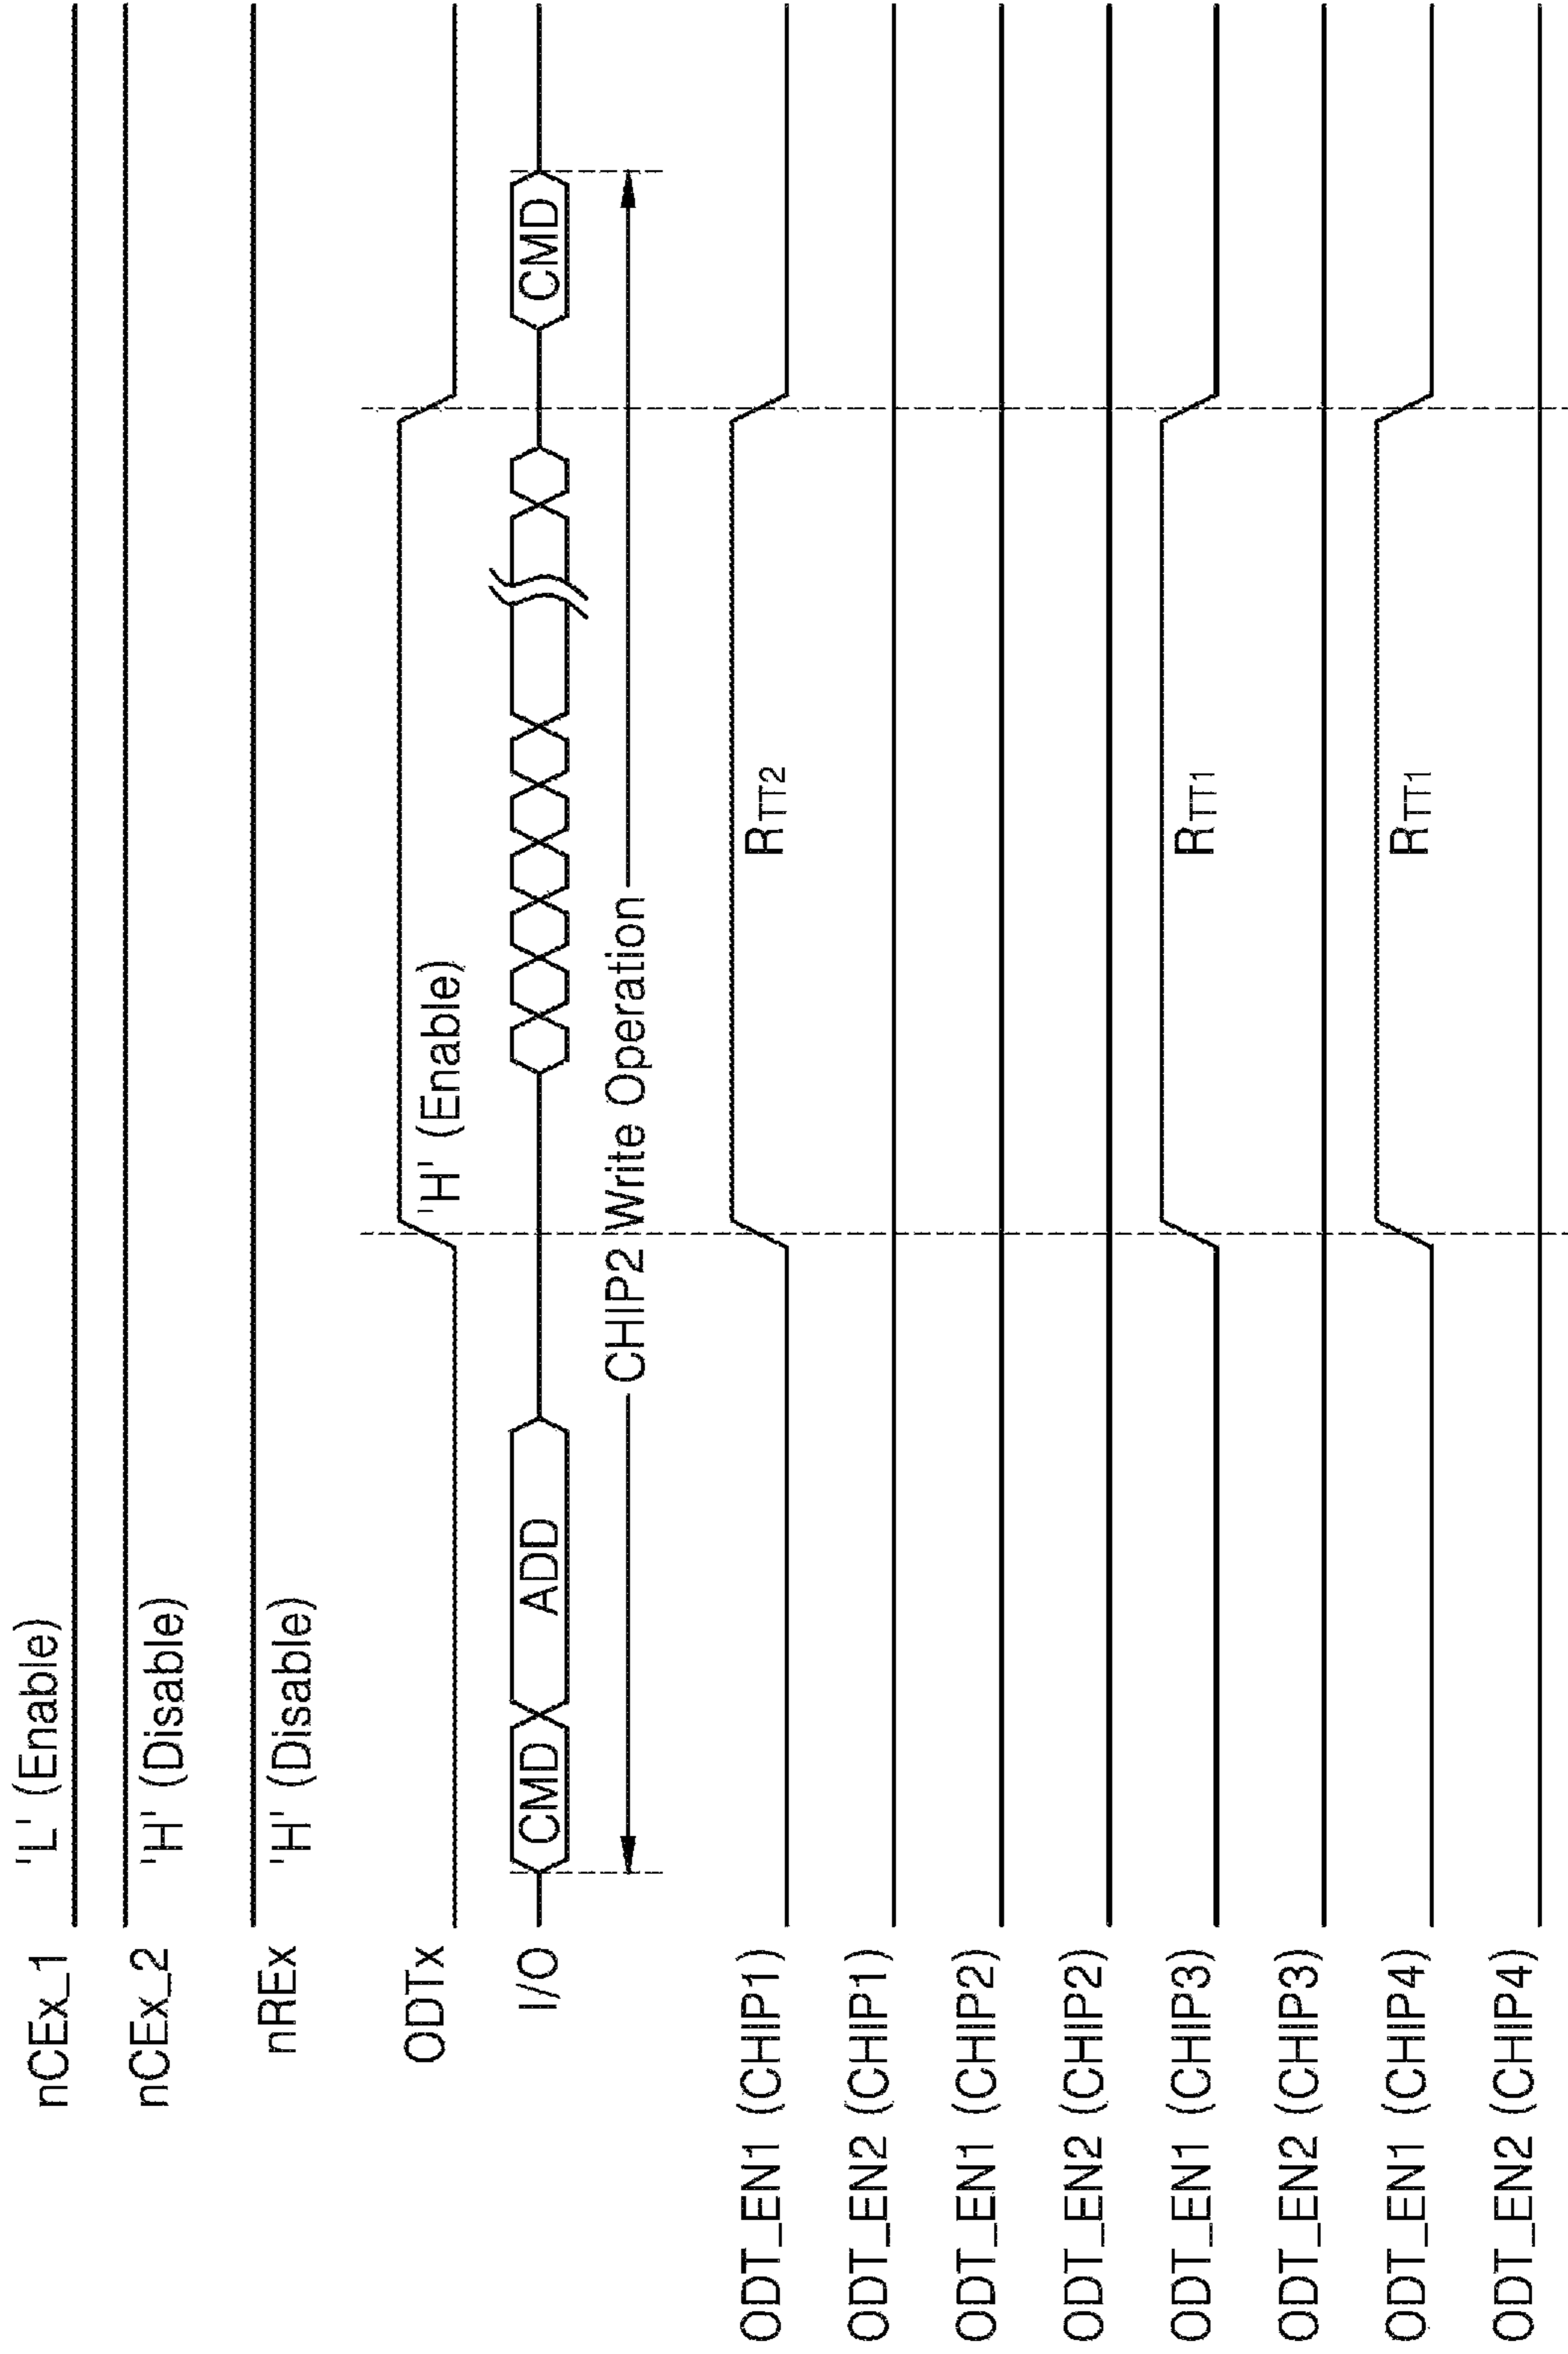 nCEx_1 'L' (Enable)
nCEx_2 'H' (Disable)
nREx 'H' (Disable)
ODTx 'H' (Enable)
I/O CMD ADD CMD
CHIP2 Write Operation
ODT_EN1 (CHIP1) RTT2
ODT_EN2 (CHIP1)
ODT_EN1 (CHIP2)
ODT_EN2 (CHIP2)
ODT_EN1 (CHIP3) RTT1
ODT_EN2 (CHIP3)
ODT_EN1 (CHIP4) RTT1
ODT_EN2 (CHIP4)